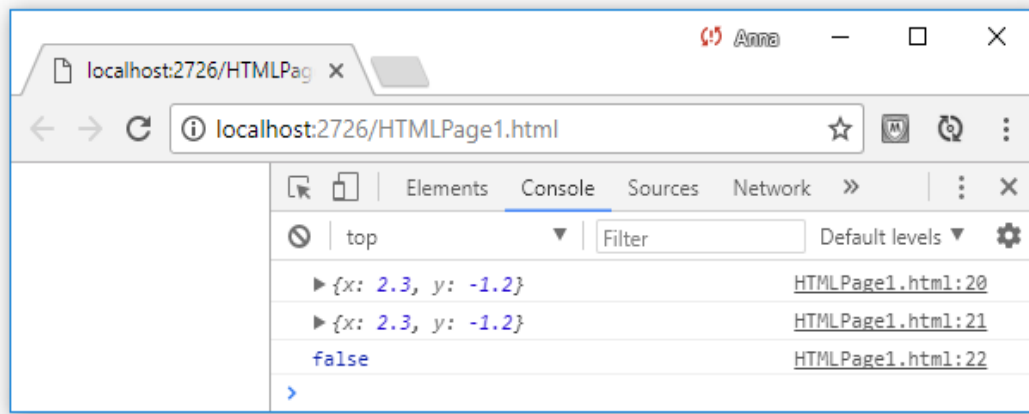 Anna
localhost:2726/HTMLPag
localhost:2726/HTMLPage1.html
Elements Console Sources Network »
top Filter Default levels
{x: 2.3, y: -1.2} HTMLPage1.html:20
{x: 2.3, y: -1.2} HTMLPage1.html:21
false HTMLPage1.html:22